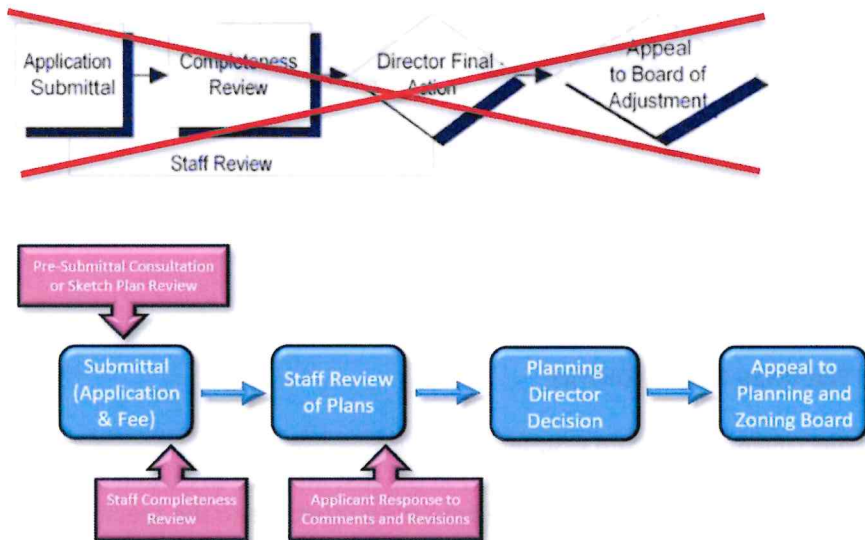 Application
Submittal
Completeness
Review
Director Final
Action
Appeal
to Board of
Adjustment
Staff Review
Pre-Submittal Consultation
or Sketch Plan Review
Submittal
(Application
& Fee)
Staff Review
of Plans
Planning
Director
Decision
Appeal to
Planning and
Zoning Board
Staff Completeness
Review
Applicant Response to
Comments and Revisions